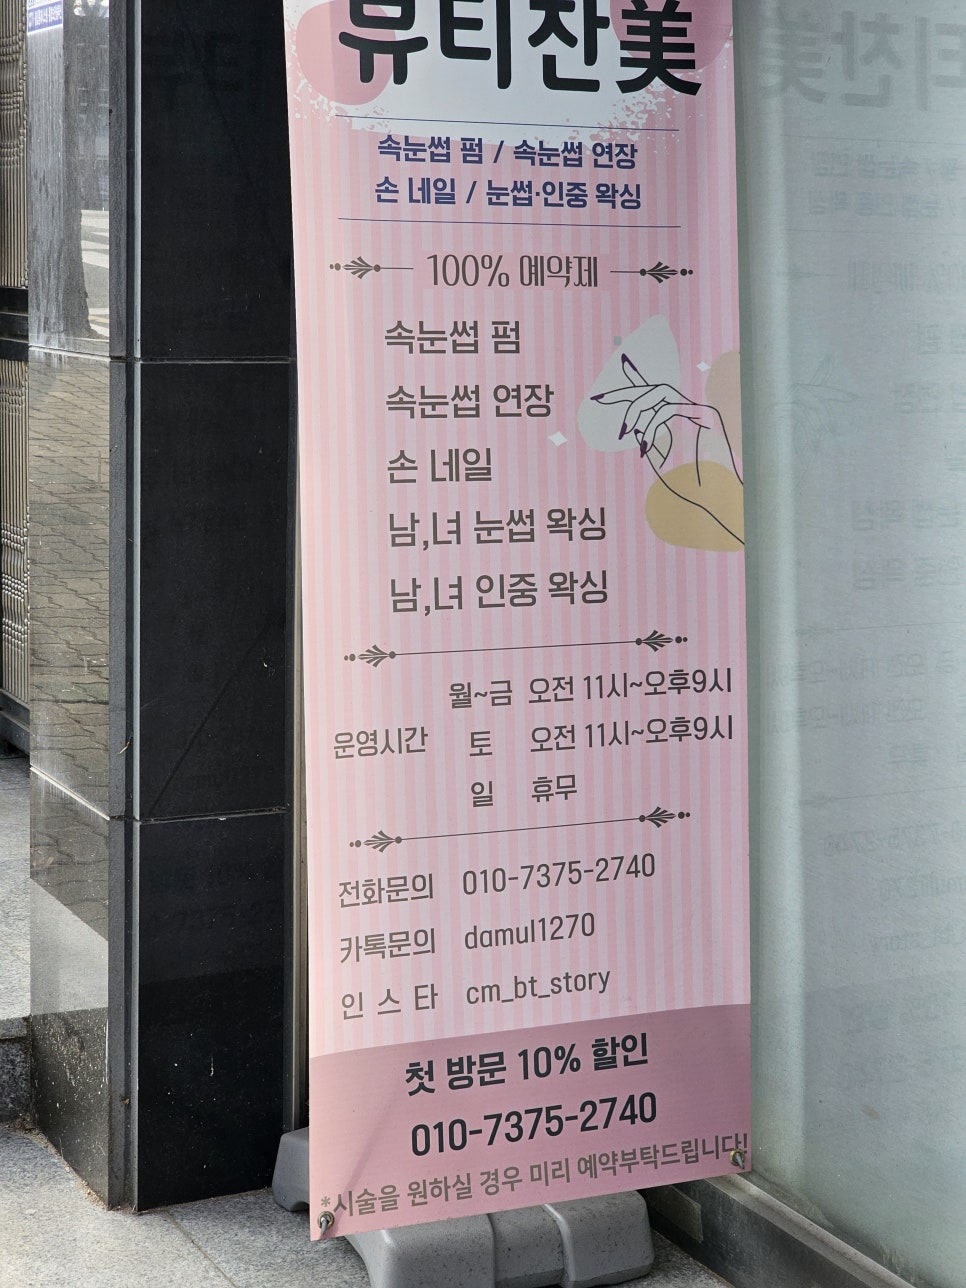 뷰티찬美
속눈썹 펌 / 속눈썹 연장
손 네일 / 눈썹·인중 왁싱
100% 예약제
속눈썹 펌
속눈썹 연장
손 네일
남,녀 눈썹 왁싱
남,녀 인중 왁싱
월~금 오전 11시~오후9시
운영시간 토 오전 11시~오후9시
일 휴무
전화문의 010-7375-2740
카톡문의 damul1270
인 스 타 cm_bt_story
첫 방문 10% 할인
010-7375-2740
*시술을 원하실 경우 미리 예약부탁드립니다!